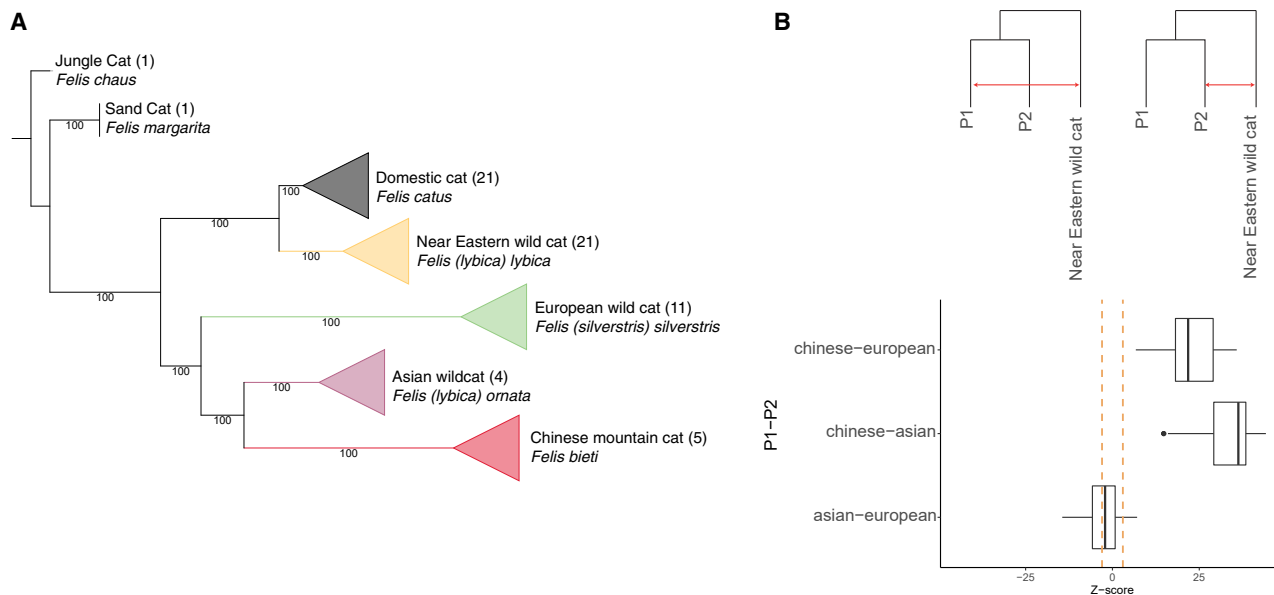 A
Jungle Cat (1)
Felis chaus
Sand Cat (1)
100
Felis margarita
Domestic cat (21)
100
Felis catus
100
Near Eastern wild cat (21)
100
Felis (lybica) lybica
100
European wild cat (11)
100
Felis (silverstris) silverstris
100
Asian wildcat (4)
100
Felis (lybica) ornata
100
Chinese mountain cat (5)
100
Felis bieti
B
P1
P2
Near Eastern wild cat
P1
P2
Near Eastern wild cat
P1−P2
chinese−european
chinese−asian
asian−european
−25
0
25
Z−score